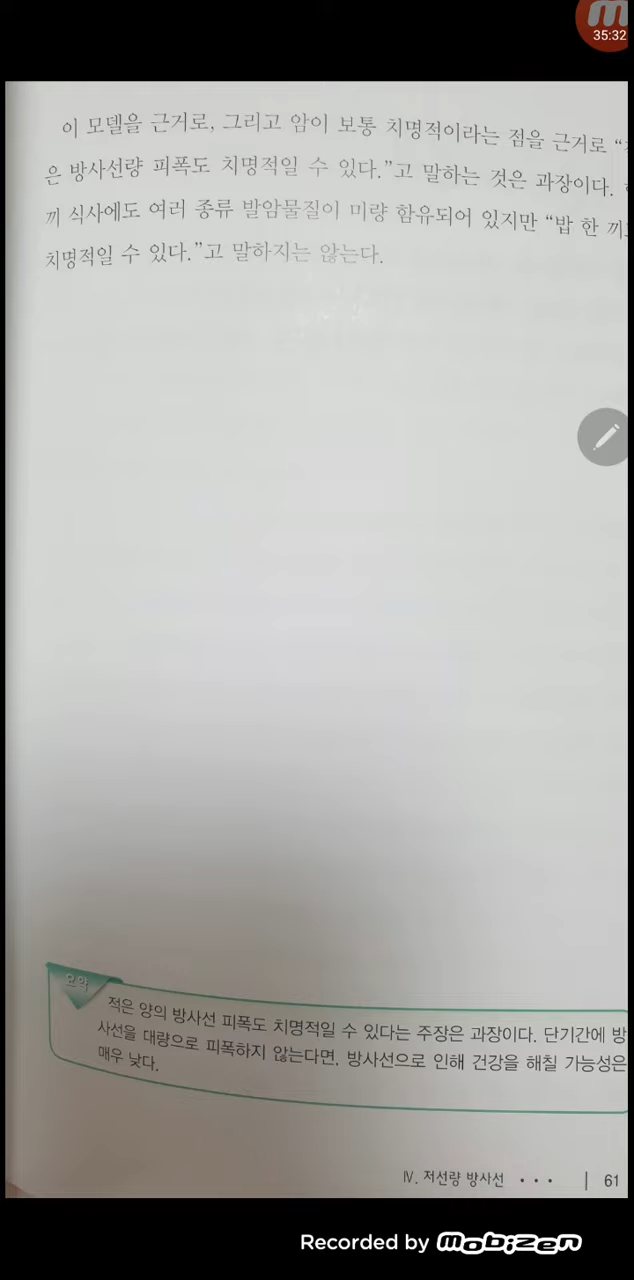 35:32
이 모델을 근거로, 그리고 암이 보통 치명적이라는 점을 근거로 “
은 방사선량 피폭도 치명적일 수 있다.”고 말하는 것은 과장이다.
끼 식사에도 여러 종류 발암물질이 미량 함유되어 있지만 “밥 한 끼
치명적일 수 있다.”고 말하지는 않는다.
요약
적은 양의 방사선 피폭도 치명적일 수 있다는 주장은 과장이다. 단기간에 방
사선을 대량으로 피폭하지 않는다면, 방사선으로 인해 건강을 해칠 가능성은
매우 낮다.
Ⅳ. 저선량 방사선 • • • | 61
Recorded by mobizen